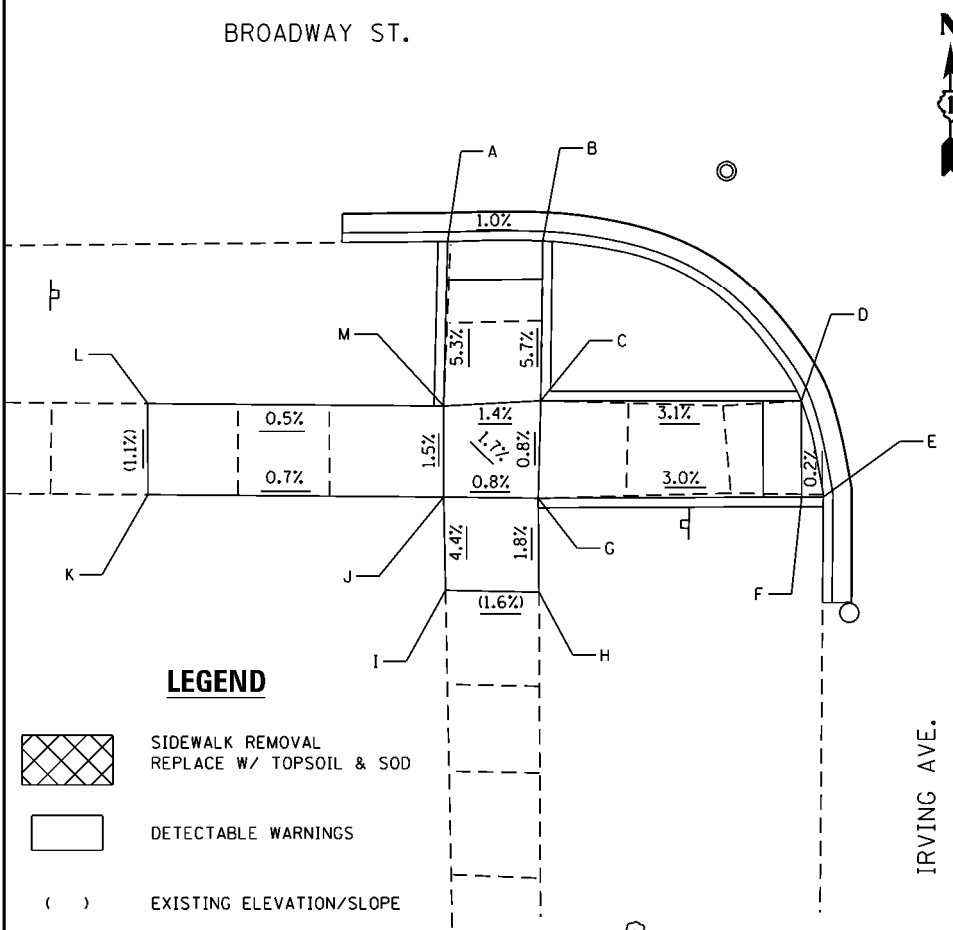 BROADWAY ST.
N
A
B
1.0%
M
C
D
L
5.3%
5.7%
E
(1.1%)
0.5%
1.5%
1.4%
1.7%
0.8%
3.1%
0.2%
0.7%
0.8%
3.0%
K
J
4.4%
1.8%
G
F
(1.6%)
I
H
LEGEND
SIDEWALK REMOVAL
REPLACE W/ TOPSOIL & SOD
DETECTABLE WARNINGS
( ) EXISTING ELEVATION/SLOPE
IRVING AVE.